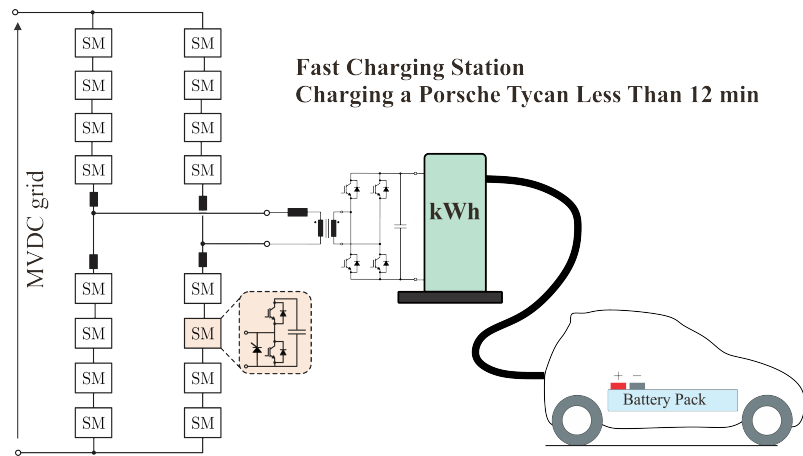 Fast Charging Station
Charging a Porsche Tycan Less Than 12 min
MVDC grid
SM SM
SM SM
SM SM
SM SM
kWh
SM SM
SM SM
SM SM
SM SM
+ −
Battery Pack